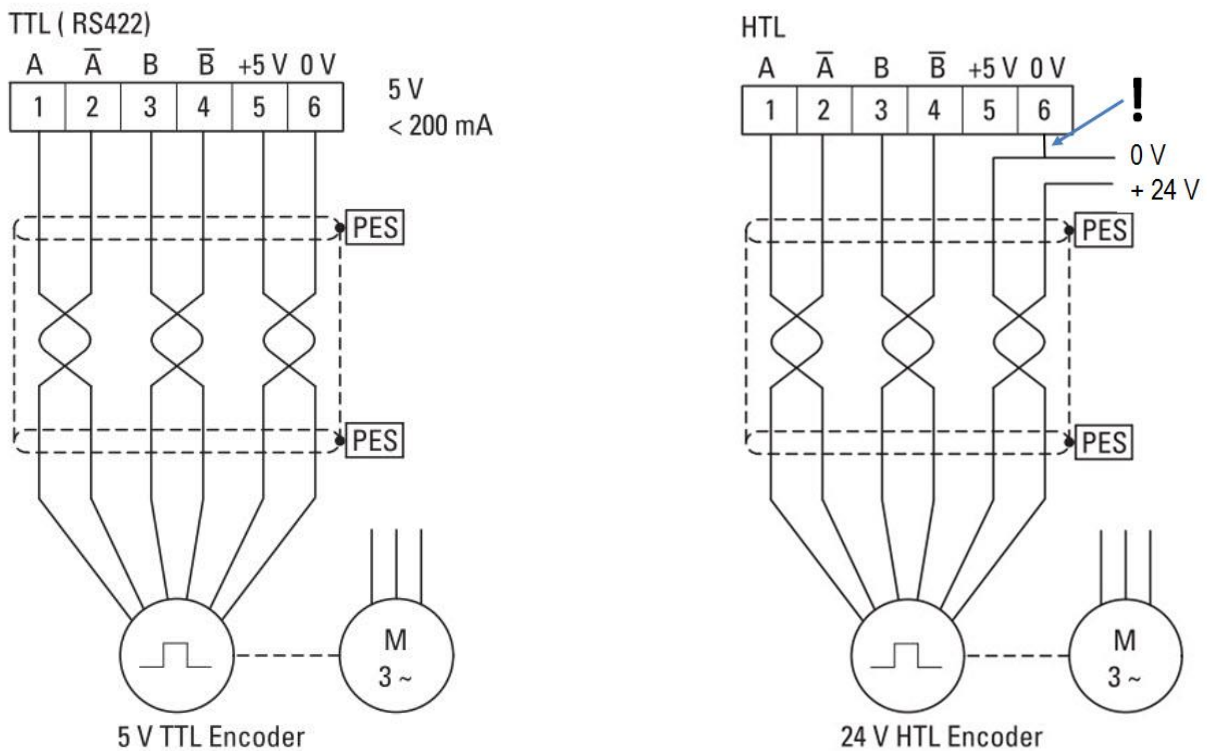 TTL ( RS422)
A A̅ B B̅ +5 V 0 V
1 2 3 4 5 6
5 V
< 200 mA
PES
PES
M
3 ~
5 V TTL Encoder
HTL
A A̅ B B̅ +5 V 0 V
1 2 3 4 5 6
!
0 V
+ 24 V
PES
PES
M
3 ~
24 V HTL Encoder